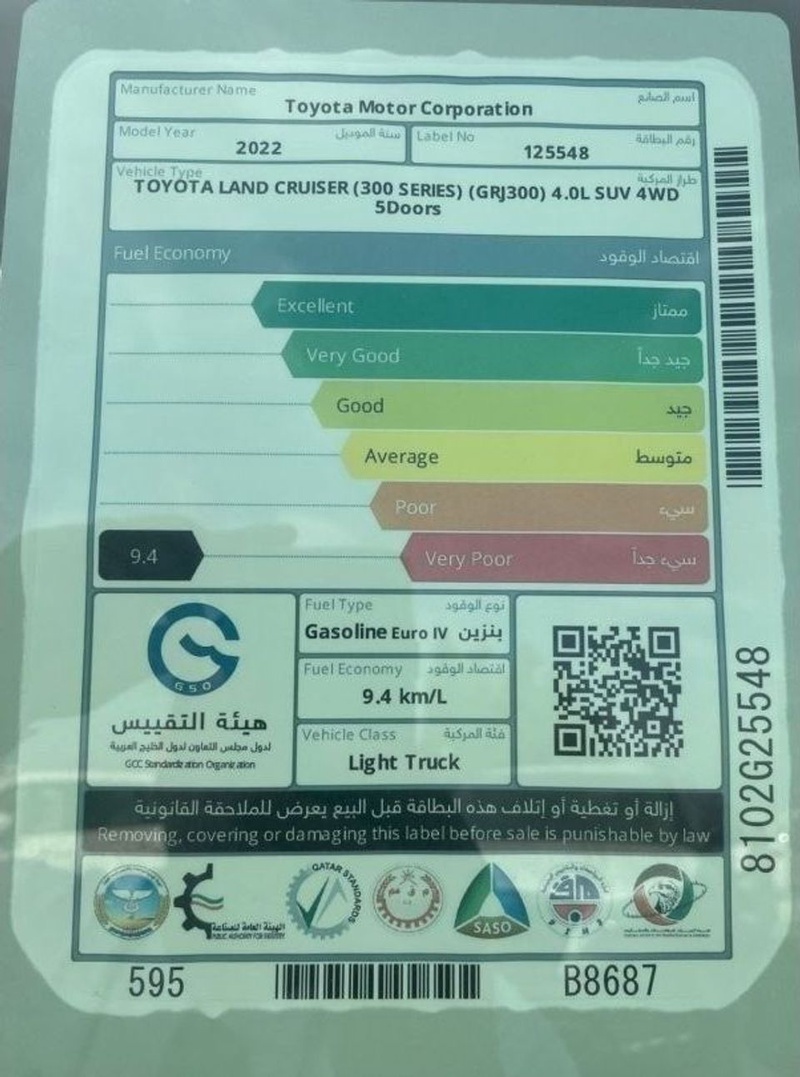 Manufacturer Name اسم الصانع
Toyota Motor Corporation
Model Year سنة الموديل Label No رقم البطاقة
2022 125548
Vehicle Type طراز المركبة
TOYOTA LAND CRUISER (300 SERIES) (GRJ300) 4.0L SUV 4WD
5Doors
Fuel Economy اقتصاد الوقود
Excellent ممتاز
Very Good جيد جداً
Good جيد
Average متوسط
Poor سيء
9.4 Very Poor سيء جداً
Fuel Type نوع الوقود
Gasoline Euro IV بنزين
Fuel Economy اقتصاد الوقود
9.4 km/L
Vehicle Class فئة المركبة
Light Truck
GSO
هيئة التقييس
لدول مجلس التعاون لدول الخليج العربية
GCC Standardization Organization
إزالة أو تغطية أو إتلاف هذه البطاقة قبل البيع يعرض للملاحقة القانونية
Removing, covering or damaging this label before sale is punishable by law
الهيئة العامة للصناعة
PUBLIC AUTHORITY FOR INDUSTRY
QATAR STANDARDS
SASO
595 B8687
8102G25548